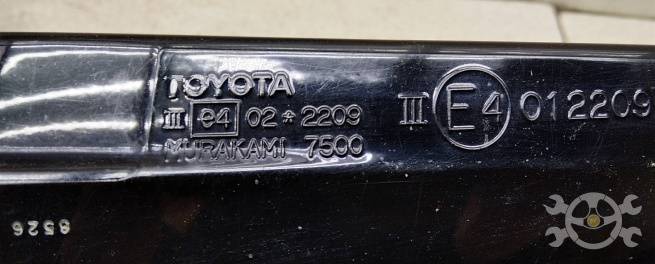 TOYOTA
III e4 02*2209
MURAKAMI 7500
III E4 012209
8526